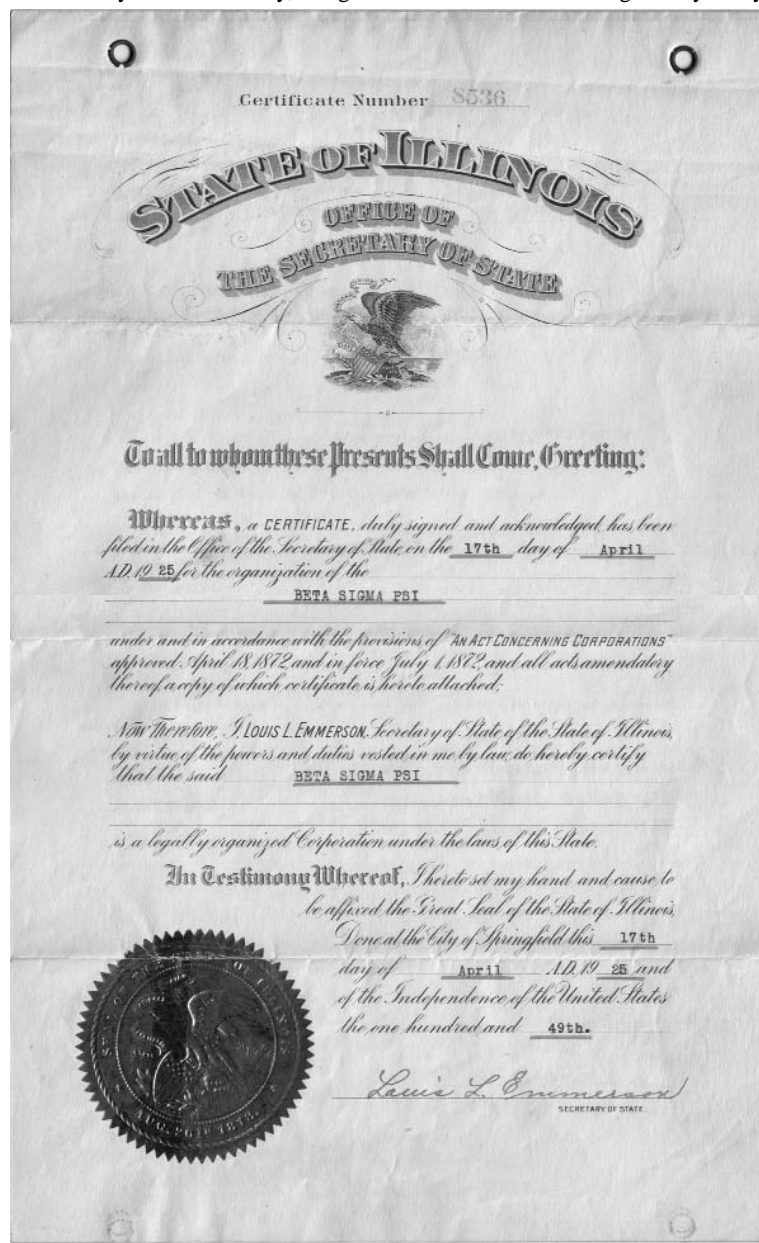 Certificate Number 8536
STATE OF ILLINOIS
OFFICE OF
THE SECRETARY OF STATE
To all to whom these Presents Shall Come, Greeting:
Whereas, a CERTIFICATE, duly signed and acknowledged, has been
filed in the Office of the Secretary of State, on the 17th day of April
A.D. 19 25 for the organization of the
BETA SIGMA PSI
under and in accordance with the provisions of "AN ACT CONCERNING CORPORATIONS"
approved April 18, 1872, and in force July 1, 1872, and all acts amendatory
thereof, a copy of which certificate is hereto attached;
Now Therefore, I, LOUIS L. EMMERSON, Secretary of State of the State of Illinois,
by virtue of the powers and duties vested in me by law, do hereby certify
that the said BETA SIGMA PSI
is a legally organized Corporation under the laws of this State.
In Testimony Whereof, I hereto set my hand and cause to
be affixed the Great Seal of the State of Illinois,
Done at the City of Springfield this 17th
day of April A.D. 19 25 and
of the Independence of the United States
the one hundred and 49th.
Louis L. Emmerson
SECRETARY OF STATE
SEAL OF THE OF ILLINOIS
AUG. 26TH 1818